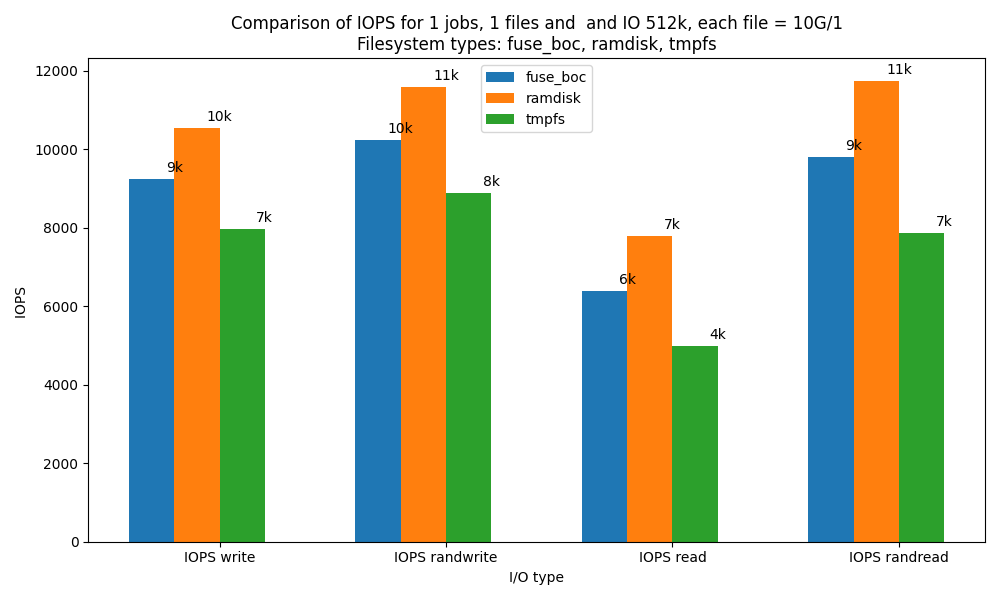 Comparison of IOPS for 1 jobs, 1 files and  and IO 512k, each file = 10G/1
Filesystem types: fuse_boc, ramdisk, tmpfs
fuse_boc
ramdisk
tmpfs
12000
10000
8000
6000
4000
2000
0
IOPS
9k
10k
7k
10k
11k
8k
6k
7k
4k
9k
11k
7k
IOPS write
IOPS randwrite
IOPS read
IOPS randread
I/O type